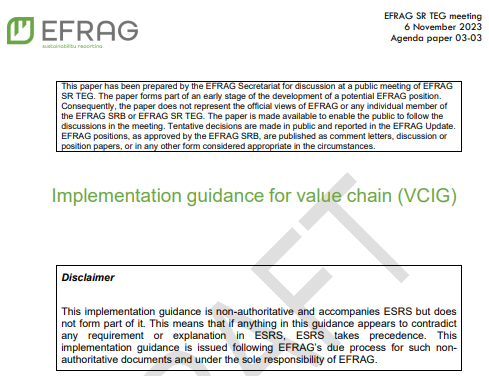 EFRAG
sustainability reporting
EFRAG SR TEG meeting
6 November 2023
Agenda paper 03-03
This paper has been prepared by the EFRAG Secretariat for discussion at a public meeting of EFRAG
SR TEG. The paper forms part of an early stage of the development of a potential EFRAG position.
Consequently, the paper does not represent the official views of EFRAG or any individual member of
the EFRAG SRB or EFRAG SR TEG. The paper is made available to enable the public to follow the
discussions in the meeting. Tentative decisions are made in public and reported in the EFRAG Update.
EFRAG positions, as approved by the EFRAG SRB, are published as comment letters, discussion or
position papers, or in any other form considered appropriate in the circumstances.
Implementation guidance for value chain (VCIG)
Disclaimer
This implementation guidance is non-authoritative and accompanies ESRS but does
not form part of it. This means that if anything in this guidance appears to contradict
any requirement or explanation in ESRS, ESRS takes precedence. This
implementation guidance is issued following EFRAG's due process for such non-
authoritative documents and under the sole responsibility of EFRAG.
DRAFT